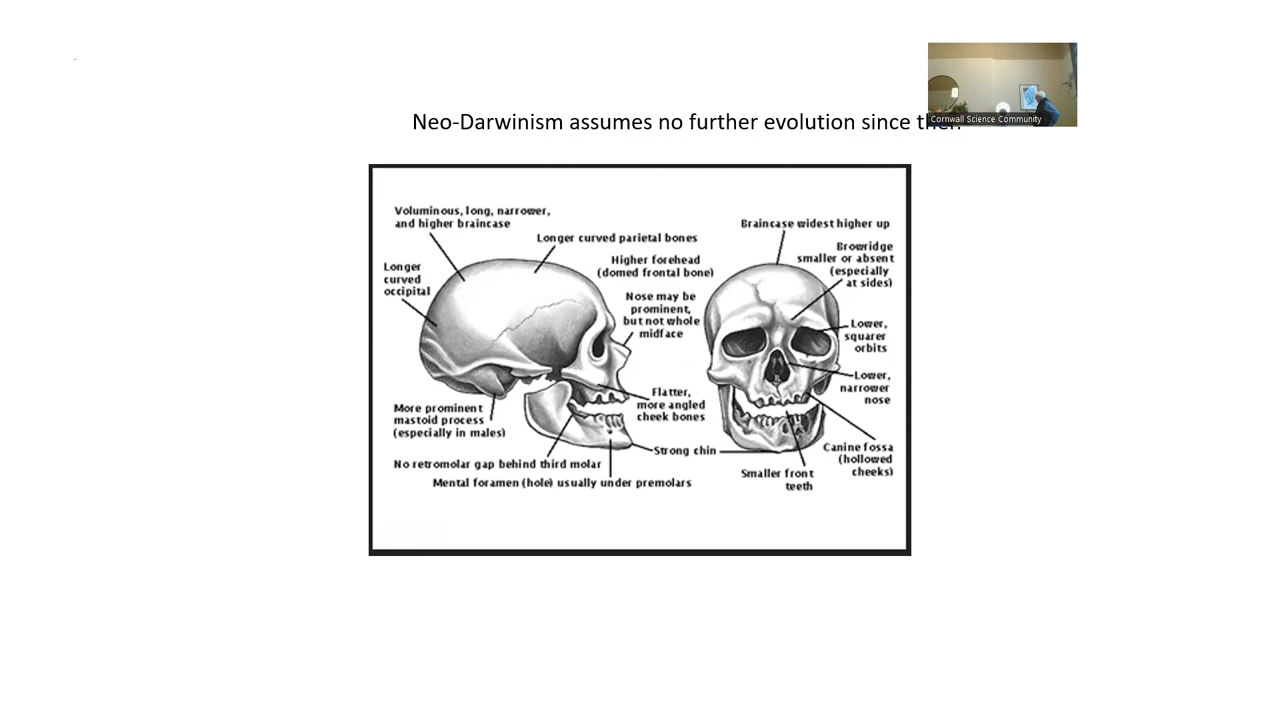 Neo-Darwinism assumes no further evolution since
Cornwall Science Community
Voluminous, long, narrower,
and higher braincase
Longer curved parietal bones
Higher forehead
(domed frontal bone)
Longer
curved
occipital
Nose may be
prominent,
but not whole
midface
Flatter,
more angled
cheek bones
More prominent
mastoid process
(especially in males)
No retromolar gap behind third molar
Mental foramen (hole) usually under premolars
Strong chin
Braincase widest higher up
Browridge
smaller or absent
(especially
at sides)
Lower,
squarer
orbits
Lower,
narrower
nose
Canine fossa
(hollowed
cheeks)
Smaller front
teeth